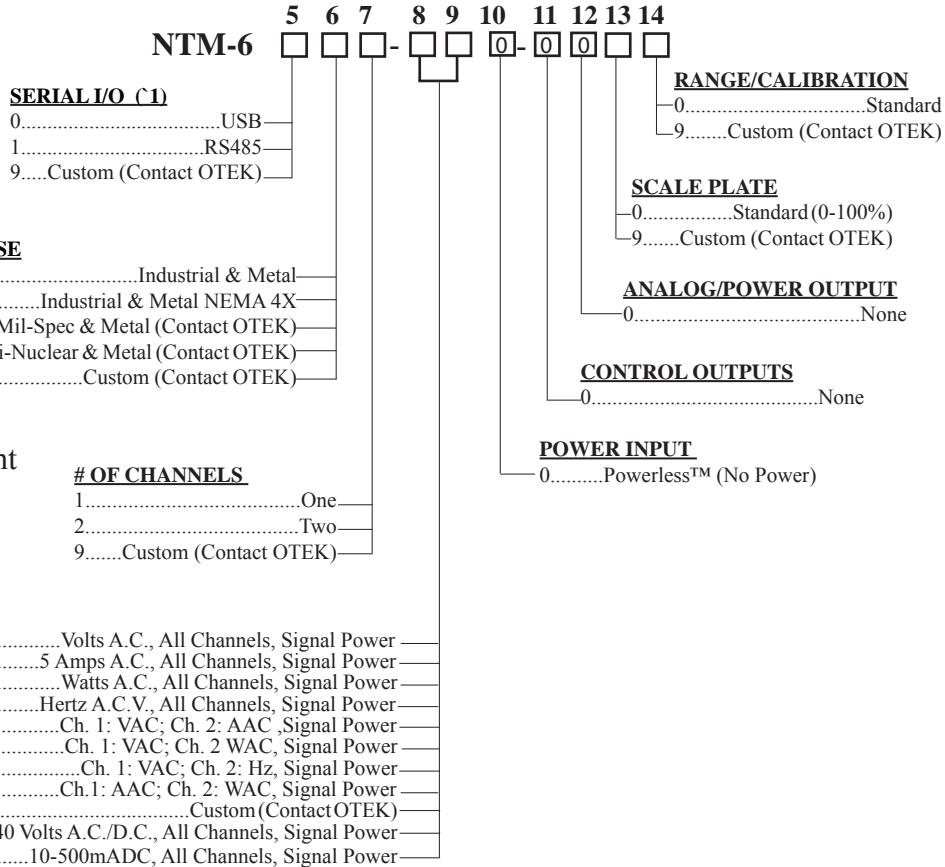 5 6 7 8 9 10 11 12 13 14
NTM-6 - 0 - 0 0
SERIAL I/O (`1)
0...................................USB
1......................................RS485
9.....Custom (Contact OTEK)
SE
.........................Industrial & Metal
.........Industrial & Metal NEMA 4X
Mil-Spec & Metal (Contact OTEK)
i-Nuclear & Metal (Contact OTEK)
.................Custom (Contact OTEK)
nt
# OF CHANNELS
1.......................................One
2.......................................Two
9.......Custom (Contact OTEK)
............Volts A.C., All Channels, Signal Power
.........5 Amps A.C., All Channels, Signal Power
............Watts A.C., All Channels, Signal Power
.........Hertz A.C.V., All Channels, Signal Power
............Ch. 1: VAC; Ch. 2: AAC ,Signal Power
.............Ch. 1: VAC; Ch. 2 WAC, Signal Power
................Ch. 1: VAC; Ch. 2: Hz, Signal Power
............Ch.1: AAC; Ch. 2: WAC, Signal Power
...................................Custom (Contact OTEK)
40 Volts A.C./D.C., All Channels, Signal Power
......10-500mADC, All Channels, Signal Power
RANGE/CALIBRATION
0..................................Standard
9........Custom (Contact OTEK)
SCALE PLATE
0.................Standard (0-100%)
9.......Custom (Contact OTEK)
ANALOG/POWER OUTPUT
0..........................................None
CONTROL OUTPUTS
0.........................................None
POWER INPUT
0..........Powerless™ (No Power)